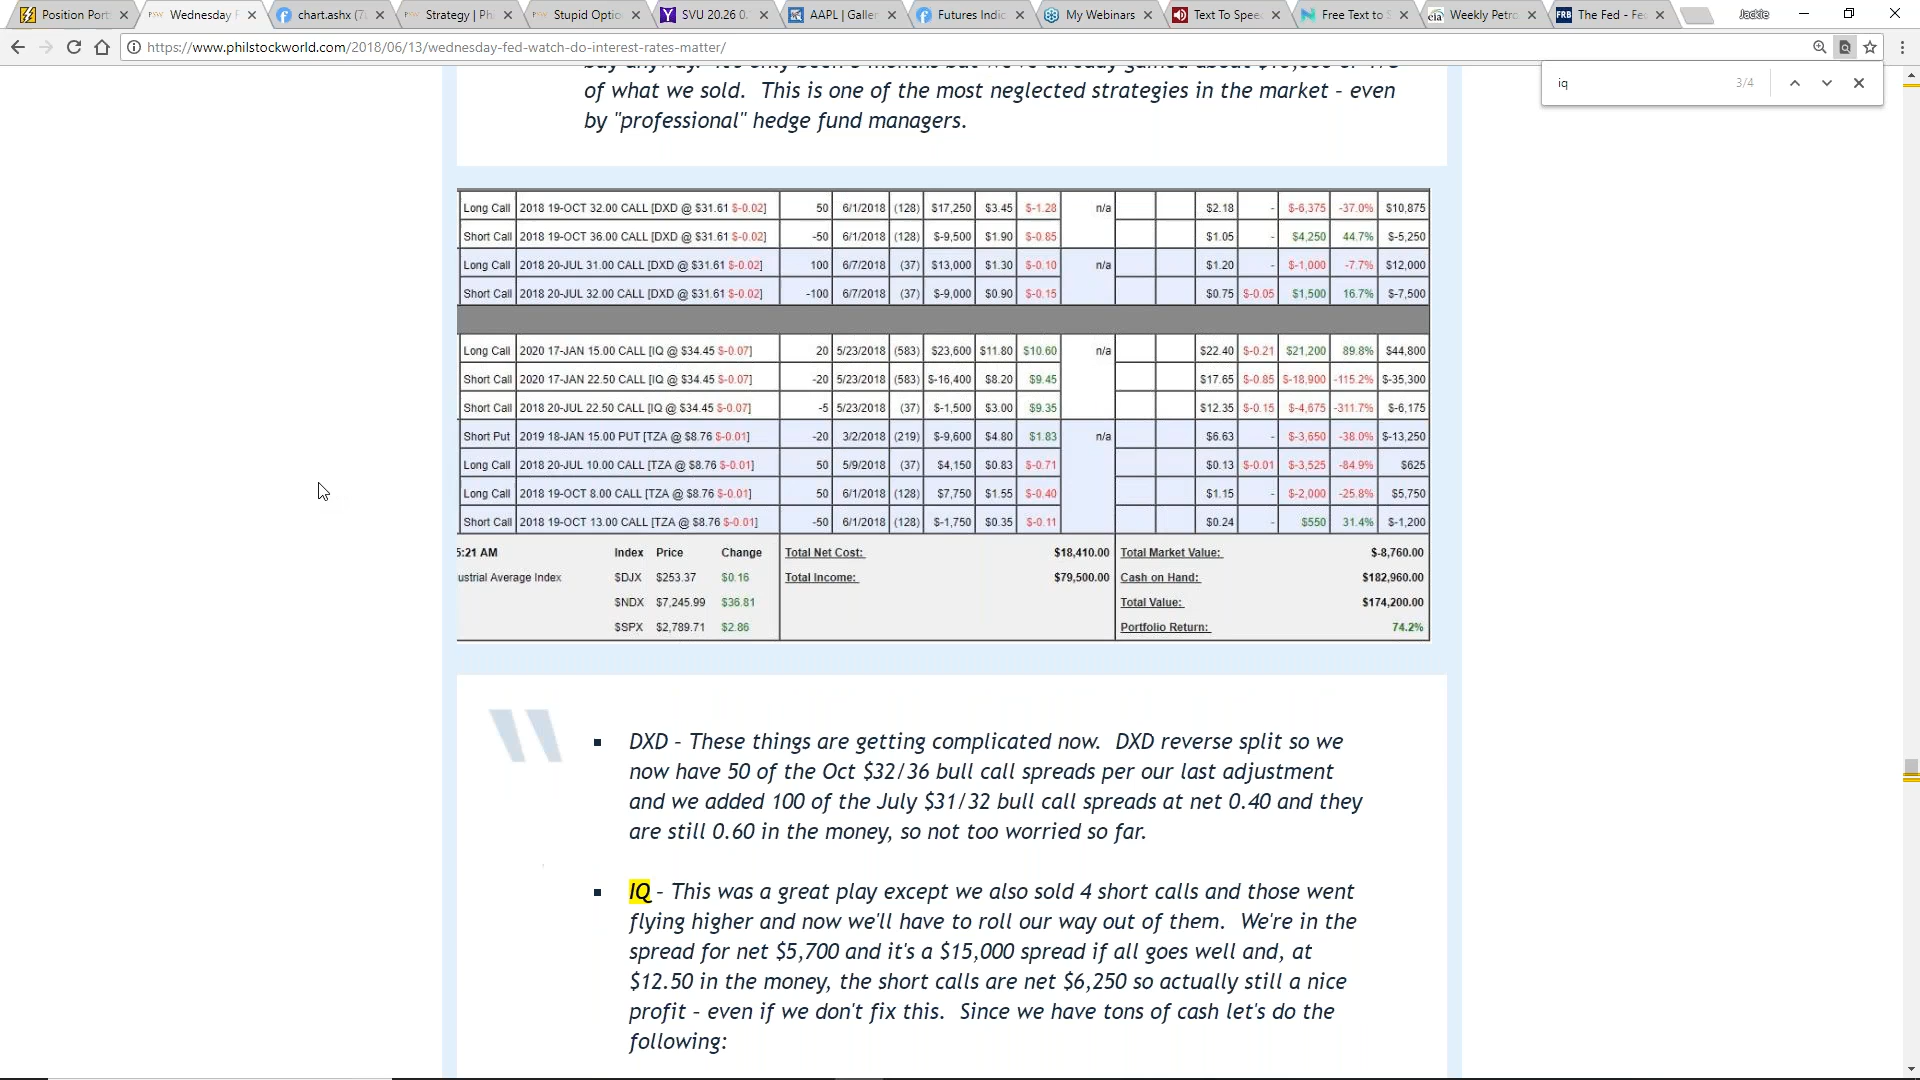 Position Port
Wednesday F
chart.ashx (7
Strategy | Ph
Stupid Optio
SVU 20.26 0.
AAPL | Galler
Futures Indic
My Webinars
Text To Spee
Free Text to S
Weekly Petro
The Fed - Fe
Jackie
https://www.philstockworld.com/2018/06/13/wednesday-fed-watch-do-interest-rates-matter/
iq 3/4
of what we sold. This is one of the most neglected strategies in the market – even
by "professional" hedge fund managers.
Long Call 2018 19-OCT 32.00 CALL [DXD @ $31.61 $-0.02] 50 6/1/2018 (128) $17,250 $3.45 $-1.28 n/a $2.18 - $-6,375 -37.0% $10,875
Short Call 2018 19-OCT 36.00 CALL [DXD @ $31.61 $-0.02] -50 6/1/2018 (128) $-9,500 $1.90 $-0.85 $1.05 - $4,250 44.7% $-5,250
Long Call 2018 20-JUL 31.00 CALL [DXD @ $31.61 $-0.02] 100 6/7/2018 (37) $13,000 $1.30 $-0.10 n/a $1.20 - $-1,000 -7.7% $12,000
Short Call 2018 20-JUL 32.00 CALL [DXD @ $31.61 $-0.02] -100 6/7/2018 (37) $-9,000 $0.90 $-0.15 $0.75 $-0.05 $1,500 16.7% $-7,500
Long Call 2020 17-JAN 15.00 CALL [IQ @ $34.45 $-0.07] 20 5/23/2018 (583) $23,600 $11.80 $10.60 n/a $22.40 $-0.21 $21,200 89.8% $44,800
Short Call 2020 17-JAN 22.50 CALL [IQ @ $34.45 $-0.07] -20 5/23/2018 (583) $-16,400 $8.20 $9.45 $17.65 $-0.85 $-18,900 -115.2% $-35,300
Short Call 2018 20-JUL 22.50 CALL [IQ @ $34.45 $-0.07] -5 5/23/2018 (37) $-1,500 $3.00 $9.35 $12.35 $-0.15 $-4,675 -311.7% $-6,175
Short Put 2019 18-JAN 15.00 PUT [TZA @ $8.76 $-0.01] -20 3/2/2018 (219) $-9,600 $4.80 $1.83 n/a $6.63 - $-3,650 -38.0% $-13,250
Long Call 2018 20-JUL 10.00 CALL [TZA @ $8.76 $-0.01] 50 5/9/2018 (37) $4,150 $0.83 $-0.71 $0.13 $-0.01 $-3,525 -84.9% $625
Long Call 2018 19-OCT 8.00 CALL [TZA @ $8.76 $-0.01] 50 6/1/2018 (128) $7,750 $1.55 $-0.40 $1.15 - $-2,000 -25.8% $5,750
Short Call 2018 19-OCT 13.00 CALL [TZA @ $8.76 $-0.01] -50 6/1/2018 (128) $-1,750 $0.35 $-0.11 $0.24 - $550 31.4% $-1,200
5:21 AM Index Price Change Total Net Cost: $18,410.00 Total Market Value: $-8,760.00
ustrial Average Index $DJX $253.37 $0.16 Total Income: $79,500.00 Cash on Hand: $182,960.00
$NDX $7,245.99 $36.81 Total Value: $174,200.00
$SPX $2,789.71 $2.86 Portfolio Return: 74.2%
DXD – These things are getting complicated now. DXD reverse split so we
now have 50 of the Oct $32/36 bull call spreads per our last adjustment
and we added 100 of the July $31/32 bull call spreads at net 0.40 and they
are still 0.60 in the money, so not too worried so far.
IQ – This was a great play except we also sold 4 short calls and those went
flying higher and now we'll have to roll our way out of them. We're in the
spread for net $5,700 and it's a $15,000 spread if all goes well and, at
$12.50 in the money, the short calls are net $6,250 so actually still a nice
profit – even if we don't fix this. Since we have tons of cash let's do the
following: